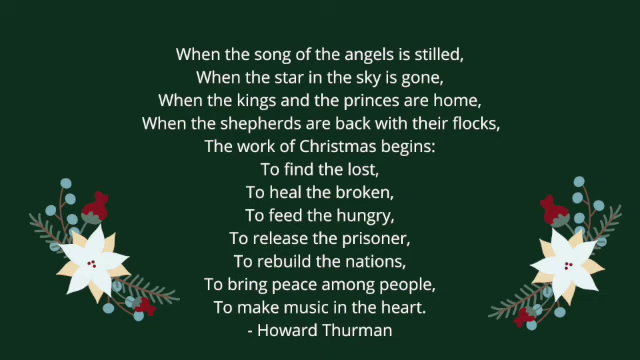 When the song of the angels is stilled,
When the star in the sky is gone,
When the kings and the princes are home,
When the shepherds are back with their flocks,
The work of Christmas begins:
To find the lost,
To heal the broken,
To feed the hungry,
To release the prisoner,
To rebuild the nations,
To bring peace among people,
To make music in the heart.
- Howard Thurman